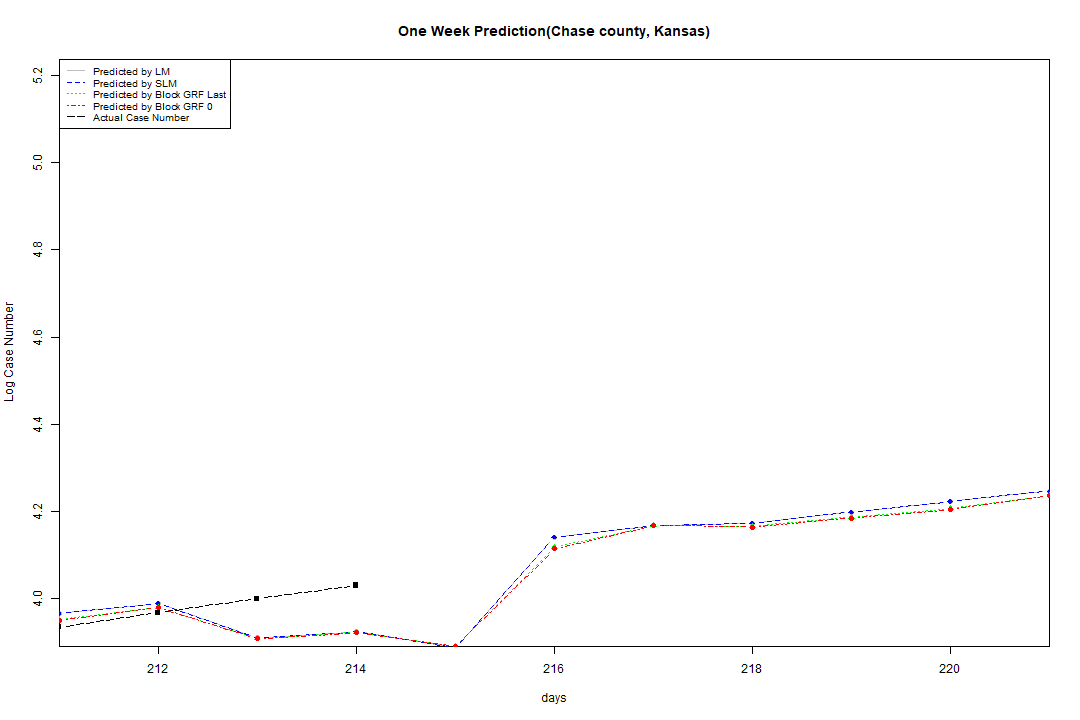 One Week Prediction(Chase county, Kansas)
Predicted by LM
Predicted by SLM
Predicted by Block GRF Last
Predicted by Block GRF 0
Actual Case Number
5.2
5.0
4.8
4.6
4.4
4.2
4.0
Log Case Number
212 214 216 218 220
days